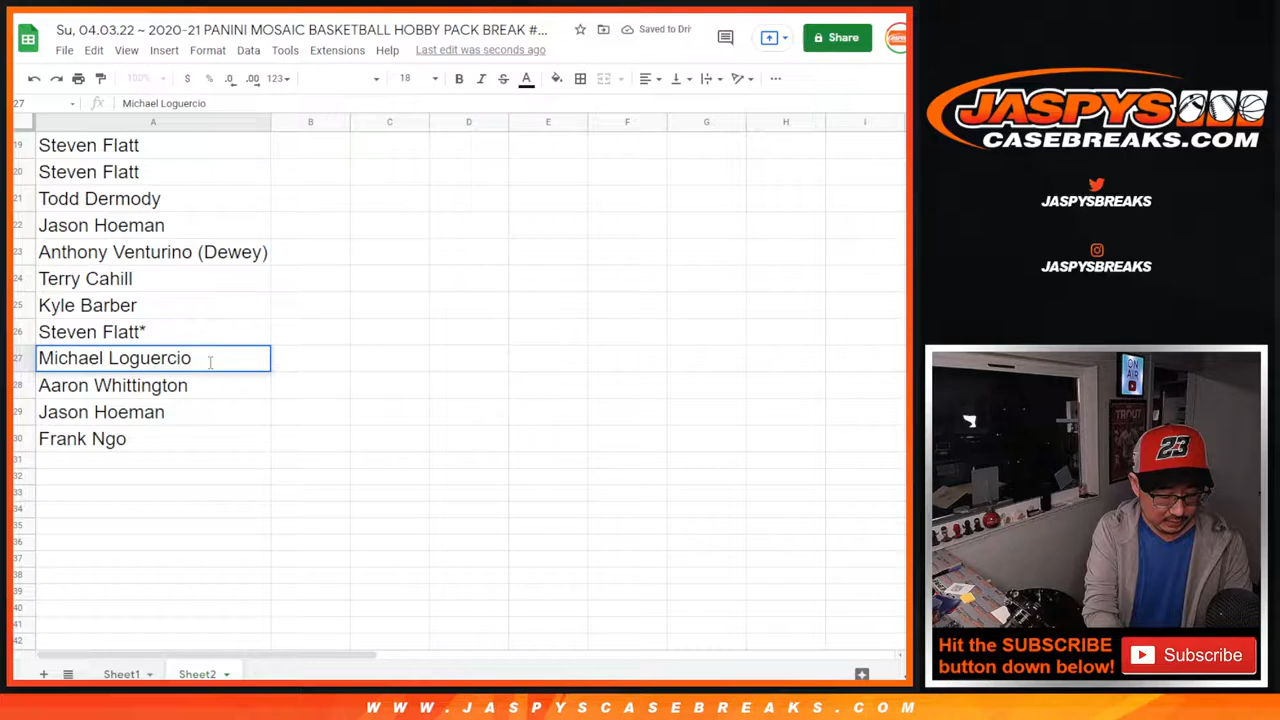 Su, 04.03.22 ~ 2020-21 PANINI MOSAIC BASKETBALL HOBBY PACK BREAK #...
Saved to Dri
Share
File Edit View Insert Format Data Tools Extensions Help Last edit was seconds ago
100% $ % .0 .00 123 18 B I S A
27 fx Michael Loguercio
A B C D E F G H I
19 Steven Flatt
20 Steven Flatt
21 Todd Dermody
22 Jason Hoeman
23 Anthony Venturino (Dewey)
24 Terry Cahill
25 Kyle Barber
26 Steven Flatt*
27 Michael Loguercio
28 Aaron Whittington
29 Jason Hoeman
30 Frank Ngo
31
32
33
34
35
36
37
38
39
40
41
42
Sheet1 Sheet2
JASPYS
CASEBREAKS.COM
JASPYSBREAKS
JASPYSBREAKS
ON
AIR
TROUT
23
Hit the SUBSCRIBE
button down below!
Subscribe
WWW.JASPYSCASEBREAKS.COM